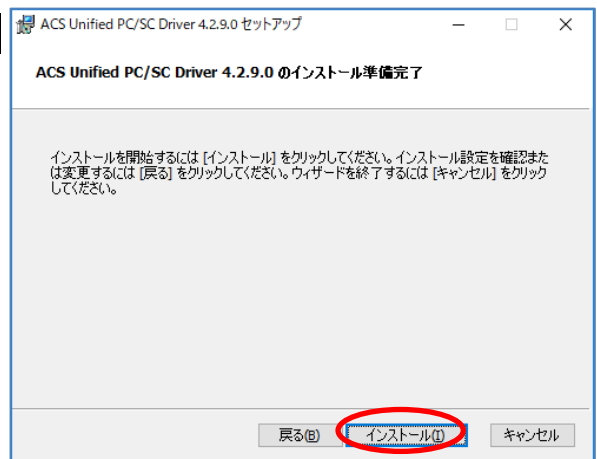 ACS Unified PC/SC Driver 4.2.9.0 セットアップ
ACS Unified PC/SC Driver 4.2.9.0 のインストール準備完了
インストールを開始するには [インストール] をクリックしてください。インストール設定を確認また
は変更するには [戻る] をクリックしてください。ウィザードを終了するには [キャンセル] をクリック
してください。
戻る(B) インストール(I) キャンセル